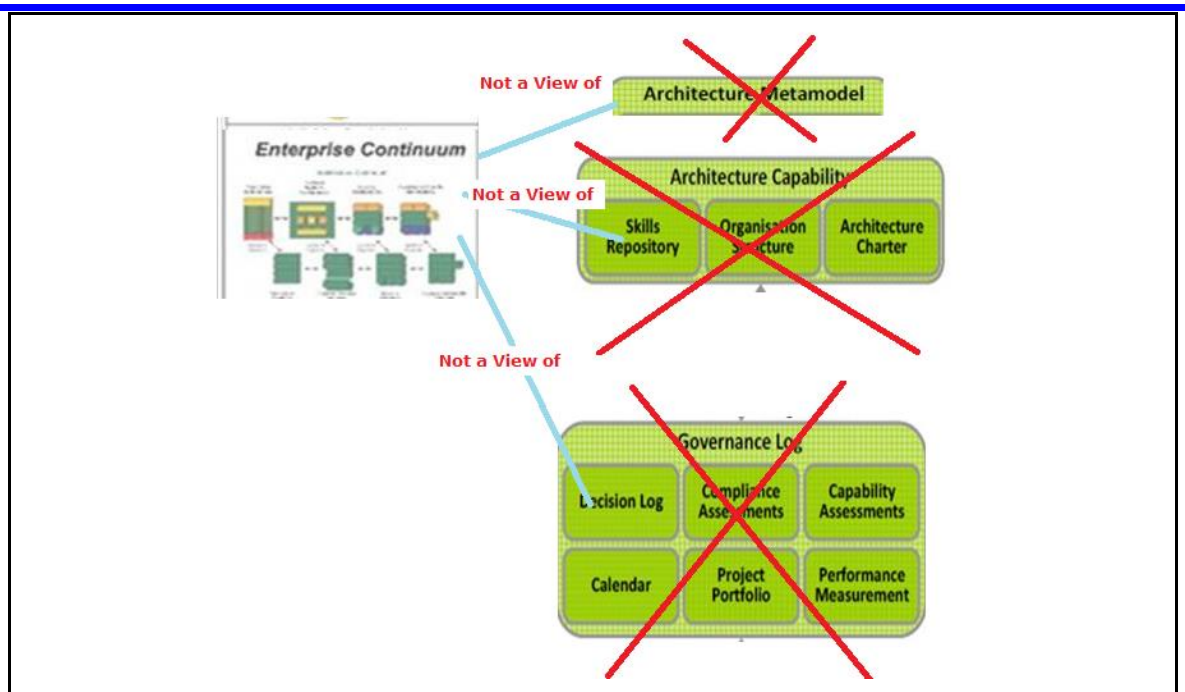 Not a View of
Architecture Metamodel
Enterprise Continuum
Architecture Capability
Not a View of
Skills
Repository
Organisation
Structure
Architecture
Charter
Not a View of
Governance Log
Decision Log
Compliance
Assessments
Capability
Assessments
Calendar
Project
Portfolio
Performance
Measurement